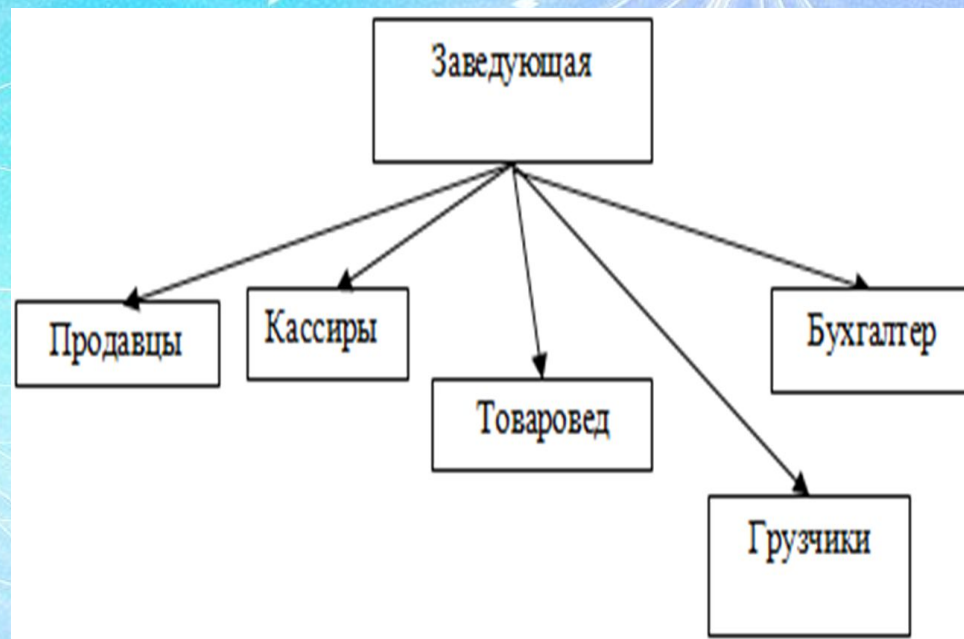 Заведующая
Продавцы
Кассиры
Товаровед
Бухгалтер
Грузчики